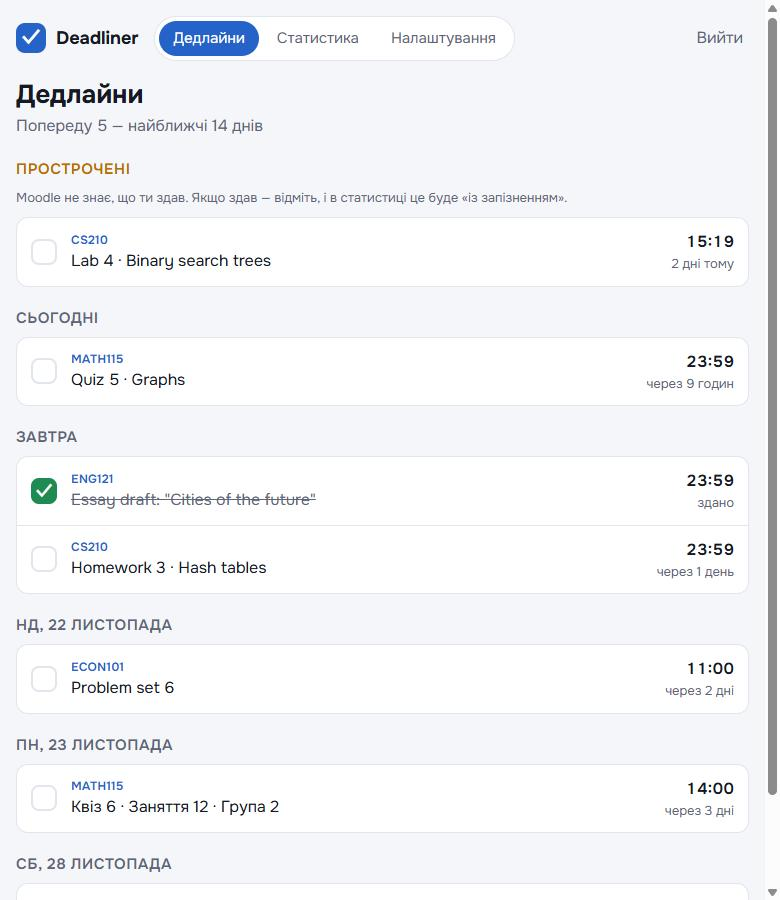 Deadliner
Дедлайни
Статистика
Налаштування
Вийти
Дедлайни
Попереду 5 — найближчі 14 днів
ПРОСТРОЧЕНІ
Moodle не знає, що ти здав. Якщо здав — відміть, і в статистиці це буде «із запізненням».
CS210
15:19
Lab 4 · Binary search trees
2 дні тому
СЬОГОДНІ
MATH115
23:59
Quiz 5 · Graphs
через 9 годин
ЗАВТРА
ENG121
23:59
Essay draft: "Cities of the future"
здано
CS210
23:59
Homework 3 · Hash tables
через 1 день
НД, 22 ЛИСТОПАДА
ECON101
11:00
Problem set 6
через 2 дні
ПН, 23 ЛИСТОПАДА
MATH115
14:00
Квіз 6 · Заняття 12 · Група 2
через 3 дні
СБ, 28 ЛИСТОПАДА